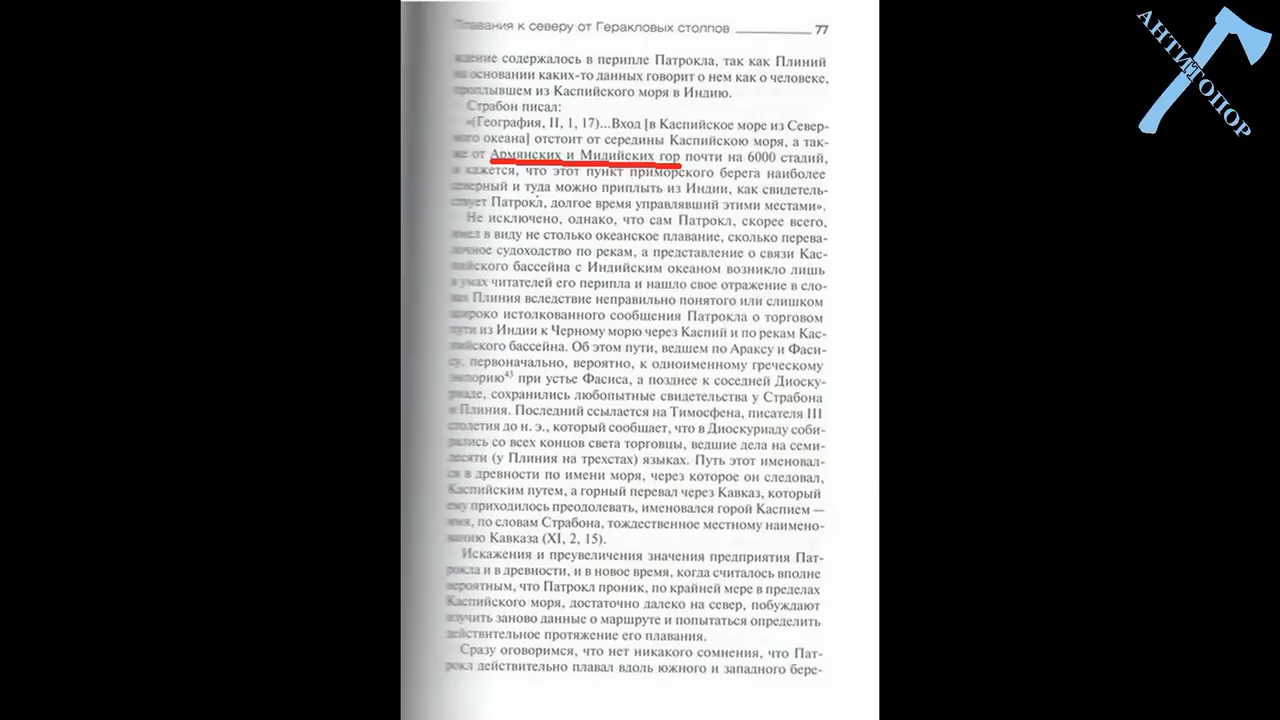 Плавания к северу от Геракловых столпов 77
ждение содержалось в перипле Патрокла, так как Плиний
на основании каких-то данных говорит о нем как о человеке,
проплывшем из Каспийского моря в Индию.
Страбон писал:
«(География, II, 1, 17)...Вход [в Каспийское море из Север-
ного океана] отстоит от середины Каспийскою моря, а так-
же от Армянских и Мидийских гор почти на 6000 стадий,
и кажется, что этот пункт приморского берега наиболее
северный и туда можно приплыть из Индии, как свидетель-
ствует Патрокл, долгое время управлявший этими местами».
Не исключено, однако, что сам Патрокл, скорее всего,
имел в виду не столько океанское плавание, сколько перева-
лочное судоходство по рекам, а представление о связи Кас-
пийского бассейна с Индийским океаном возникло лишь
в умах читателей его перипла и нашло свое отражение в сло-
вах Плиния вследствие неправильно понятого или слишком
широко истолкованного сообщения Патрокла о торговом
пути из Индии к Черному морю через Каспий и по рекам Кас-
пийского бассейна. Об этом пути, ведшем по Араксу и Фаси-
су, первоначально, вероятно, к одноименному греческому
эмпорию43 при устье Фасиса, а позднее к соседней Диоску-
риаде, сохранились любопытные свидетельства у Страбона
и Плиния. Последний ссылается на Тимосфена, писателя III
столетия до н. э., который сообщает, что в Диоскуриаду соби-
рались со всех концов света торговцы, ведшие дела на семи-
десяти (у Плиния на трехстах) языках. Путь этот именовал-
ся в древности по имени моря, через которое он следовал,
Каспийским путем, а горный перевал через Кавказ, который
ему приходилось преодолевать, именовался горой Каспием —
имя, по словам Страбона, тождественное местному наимено-
ванию Кавказа (XI, 2, 15).
Искажения и преувеличения значения предприятия Пат-
рокла и в древности, и в новое время, когда считалось вполне
вероятным, что Патрокл проник, по крайней мере в пределах
Каспийского моря, достаточно далеко на север, побуждают
изучить заново данные о маршруте и попытаться определить
действительное протяжение его плавания.
Сразу оговоримся, что нет никакого сомнения, что Пат-
рокл действительно плавал вдоль южного и западного бере-
АНТИТОПОР